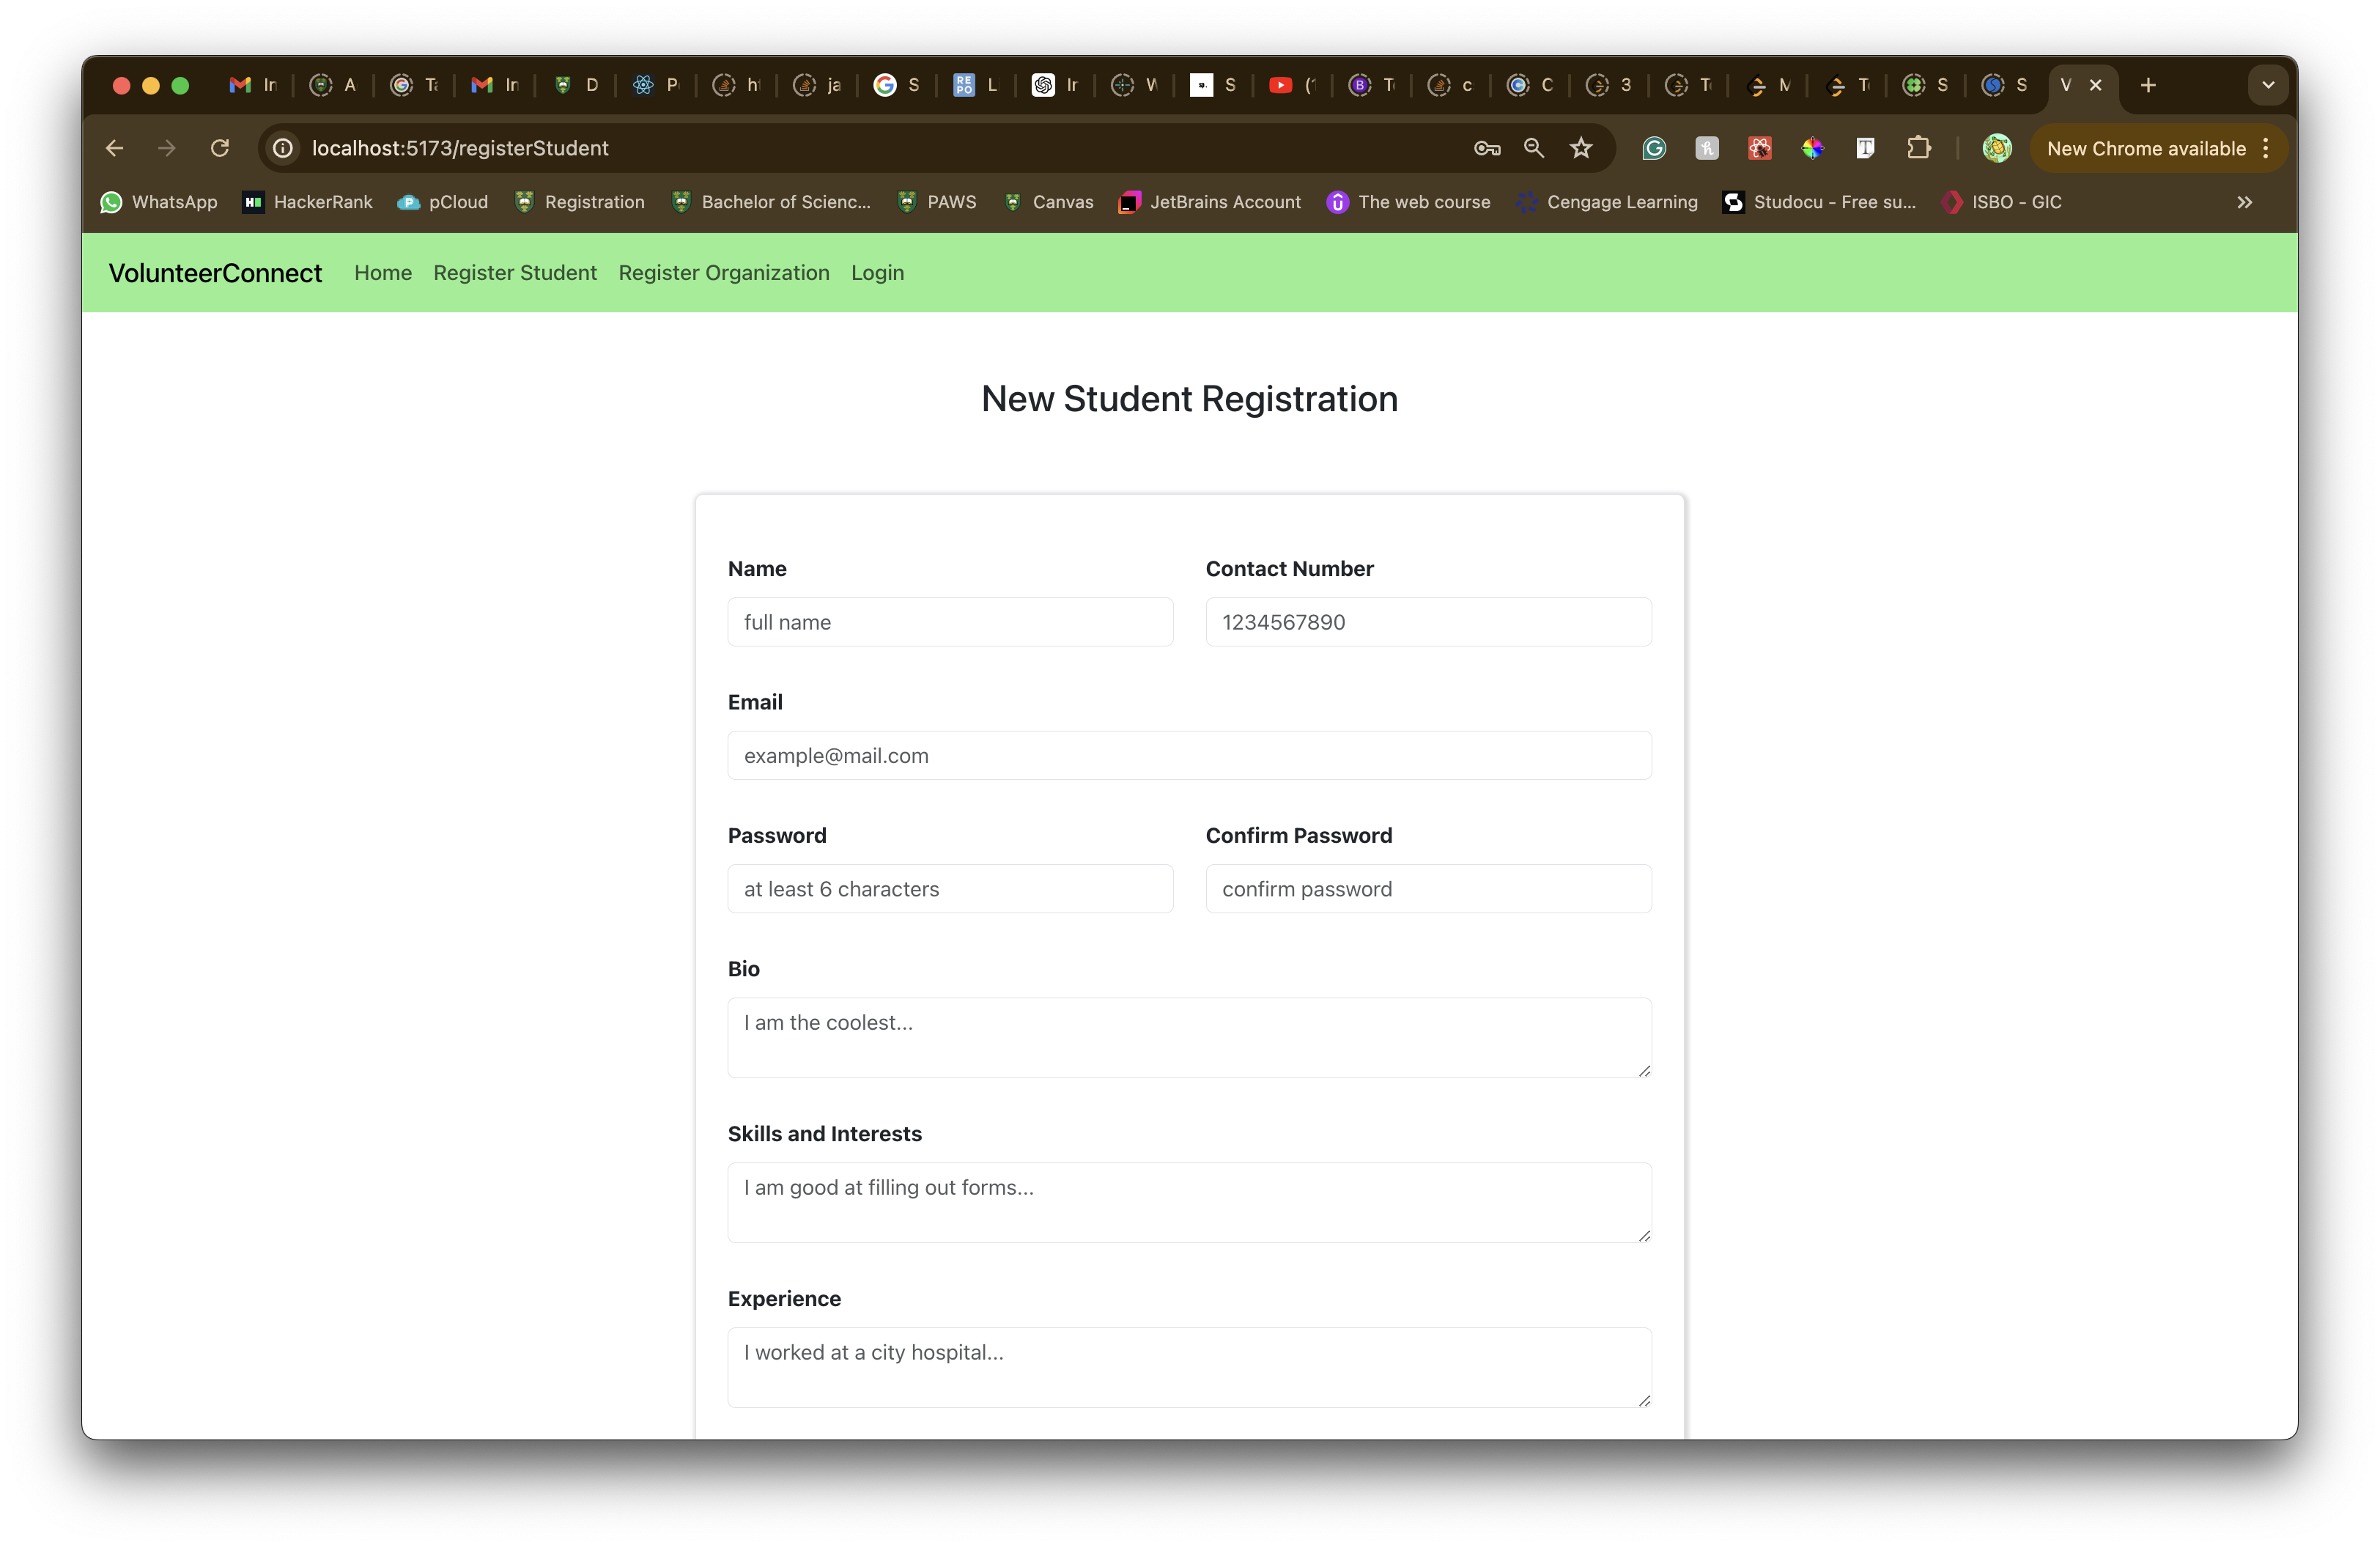 In A Ta In D P ht ja S Li In W S (1 T c C 3 T M T S S V
localhost:5173/registerStudent New Chrome available
WhatsApp HackerRank pCloud Registration Bachelor of Scienc... PAWS Canvas JetBrains Account The web course Cengage Learning Studocu - Free su... ISBO - GIC
VolunteerConnect Home Register Student Register Organization Login
New Student Registration
Name Contact Number
full name 1234567890
Email
example@mail.com
Password Confirm Password
at least 6 characters confirm password
Bio
I am the coolest...
Skills and Interests
I am good at filling out forms...
Experience
I worked at a city hospital...